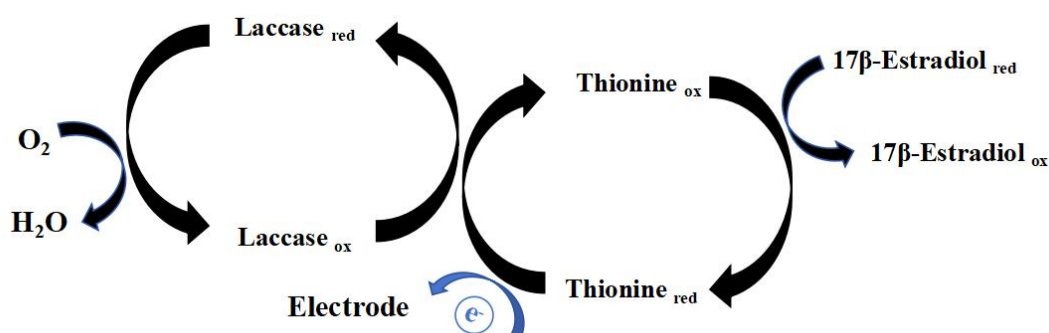 Laccase red
Thionine ox
17β-Estradiol red
O2
17β-Estradiol ox
H2O
Laccase ox
Thionine red
Electrode
e-